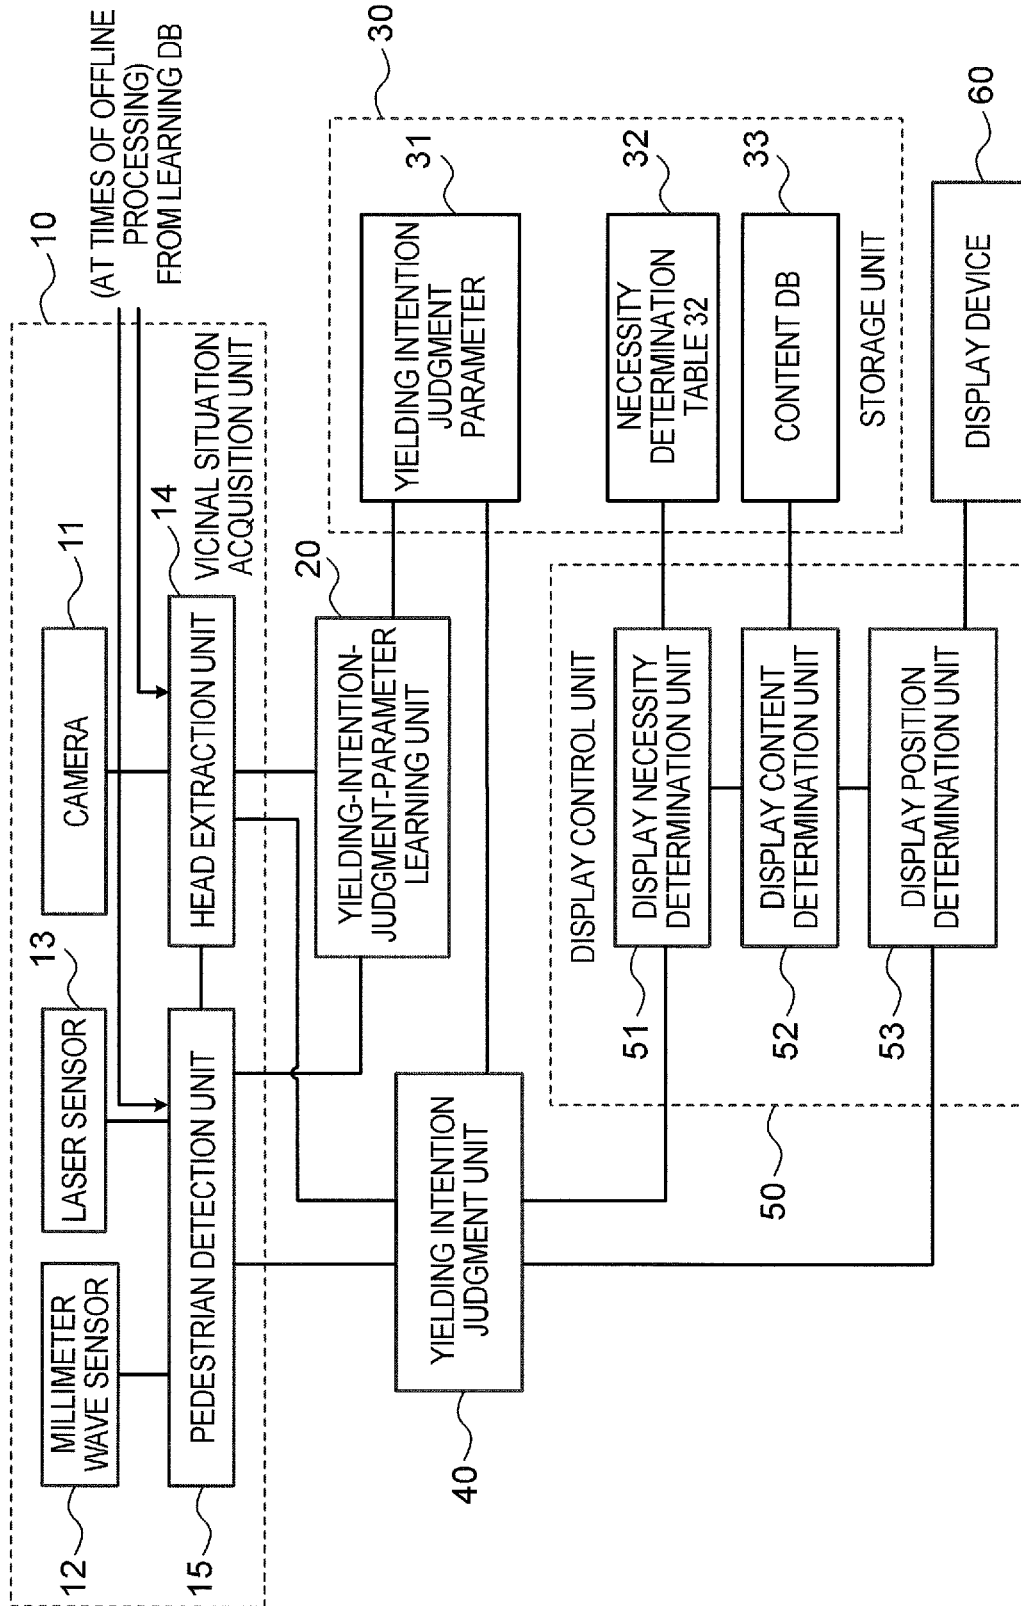 10
(AT TIMES OF OFFLINE
PROCESSING)
FROM LEARNING DB
12
MILLIMETER
WAVE SENSOR
LASER SENSOR
13
CAMERA
11
15
PEDESTRIAN DETECTION UNIT
HEAD EXTRACTION UNIT
14
VICINAL SITUATION
ACQUISITION UNIT
YIELDING-INTENTION-
JUDGMENT-PARAMETER
LEARNING UNIT
20
30
YIELDING INTENTION
JUDGMENT
PARAMETER
31
40
YIELDING INTENTION
JUDGMENT UNIT
50
DISPLAY CONTROL UNIT
51
DISPLAY NECESSITY
DETERMINATION UNIT
NECESSITY
DETERMINATION
TABLE 32
32
52
DISPLAY CONTENT
DETERMINATION UNIT
CONTENT DB
33
STORAGE UNIT
53
DISPLAY POSITION
DETERMINATION UNIT
DISPLAY DEVICE
60